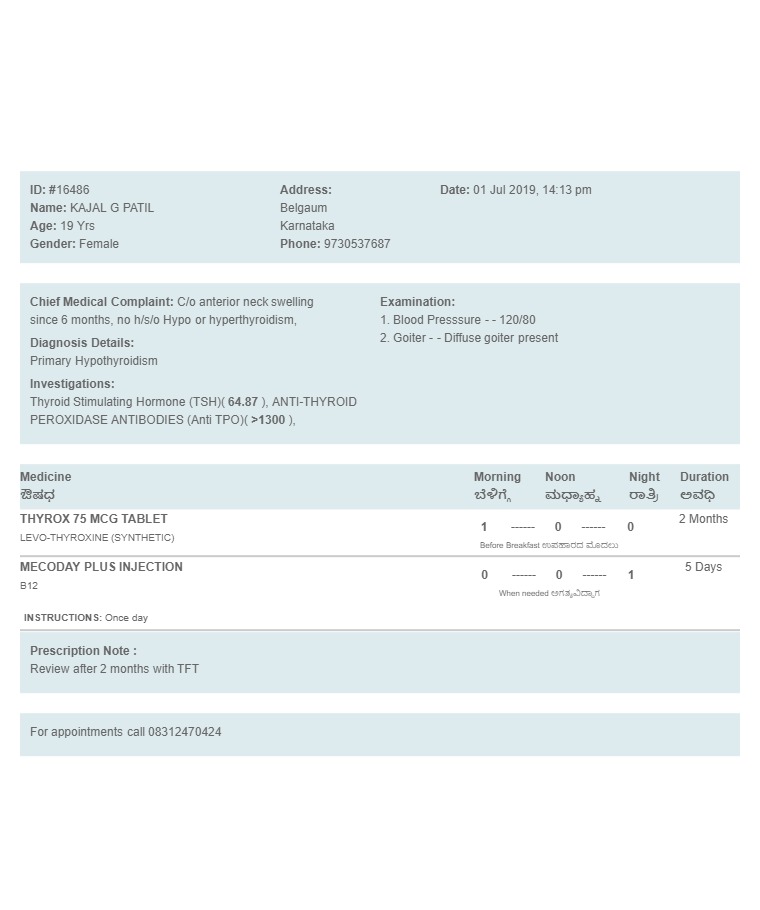 ID: #16486
Name: KAJAL G PATIL
Age: 19 Yrs
Gender: Female
Address:
Belgaum
Karnataka
Phone: 9730537687
Date: 01 Jul 2019, 14:13 pm
Chief Medical Complaint: C/o anterior neck swelling
since 6 months, no h/s/o Hypo or hyperthyroidism,
Diagnosis Details:
Primary Hypothyroidism
Investigations:
Thyroid Stimulating Hormone (TSH)( 64.87 ), ANTI-THYROID
PEROXIDASE ANTIBODIES (Anti TPO)( >1300 ),
Examination:
1. Blood Presssure - - 120/80
2. Goiter - - Diffuse goiter present
Medicine Morning Noon Night Duration
ಔಷಧ ಬೆಳಿಗ್ಗೆ ಮಧ್ಯಾಹ್ನ ರಾತ್ರಿ ಅವಧಿ
THYROX 75 MCG TABLET 1 ------ 0 ------ 0 2 Months
LEVO-THYROXINE (SYNTHETIC) Before Breakfast ಉಪಹಾರದ ಮೊದಲು
MECODAY PLUS INJECTION 0 ------ 0 ------ 1 5 Days
B12 When needed ಅಗತ್ಯವಿದ್ದಾಗ
INSTRUCTIONS: Once day
Prescription Note :
Review after 2 months with TFT
For appointments call 08312470424